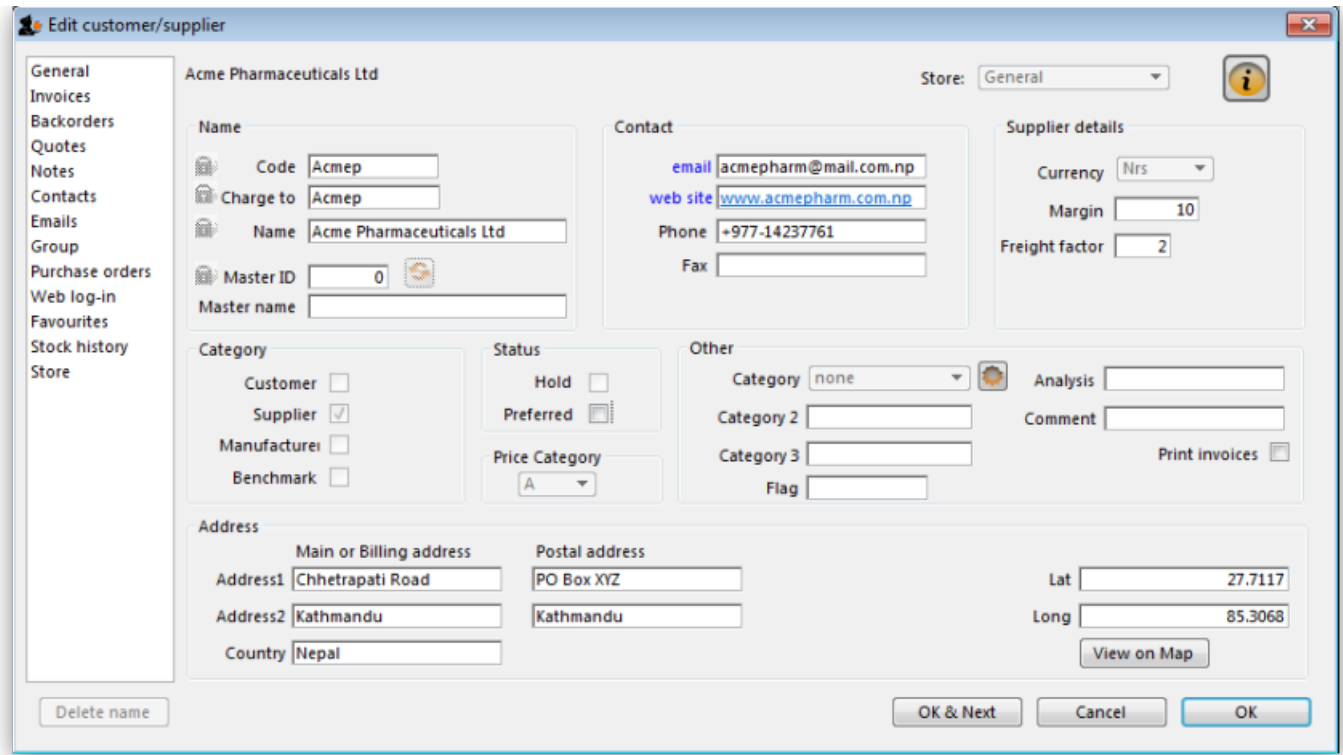 Edit customer/supplier
General
Invoices
Backorders
Quotes
Notes
Contacts
Emails
Group
Purchase orders
Web log-in
Favourites
Stock history
Store
Acme Pharmaceuticals Ltd
Store: General
Name
Code Acmep
Charge to Acmep
Name Acme Pharmaceuticals Ltd
Master ID 0
Master name
Contact
email acmepharm@mail.com.np
web site www.acmepharm.com.np
Phone +977-14237761
Fax
Supplier details
Currency Nrs
Margin 10
Freight factor 2
Category
Customer
Supplier
Manufacturer
Benchmark
Status
Hold
Preferred
Price Category
A
Other
Category none
Category 2
Category 3
Flag
Analysis
Comment
Print invoices
Address
Main or Billing address Postal address
Address1 Chhetrapati Road PO Box XYZ
Address2 Kathmandu Kathmandu
Country Nepal
Lat 27.7117
Long 85.3068
View on Map
Delete name
OK & Next
Cancel
OK